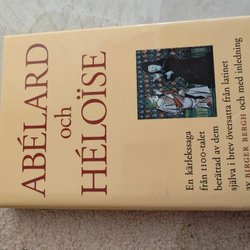 ABÉLARD
och
HÉLOÏSE
En kärlekssaga
från 1100-talet
berättad av dem
själva i brev översatta från latinet
av BIRGER BERGH och med inledning